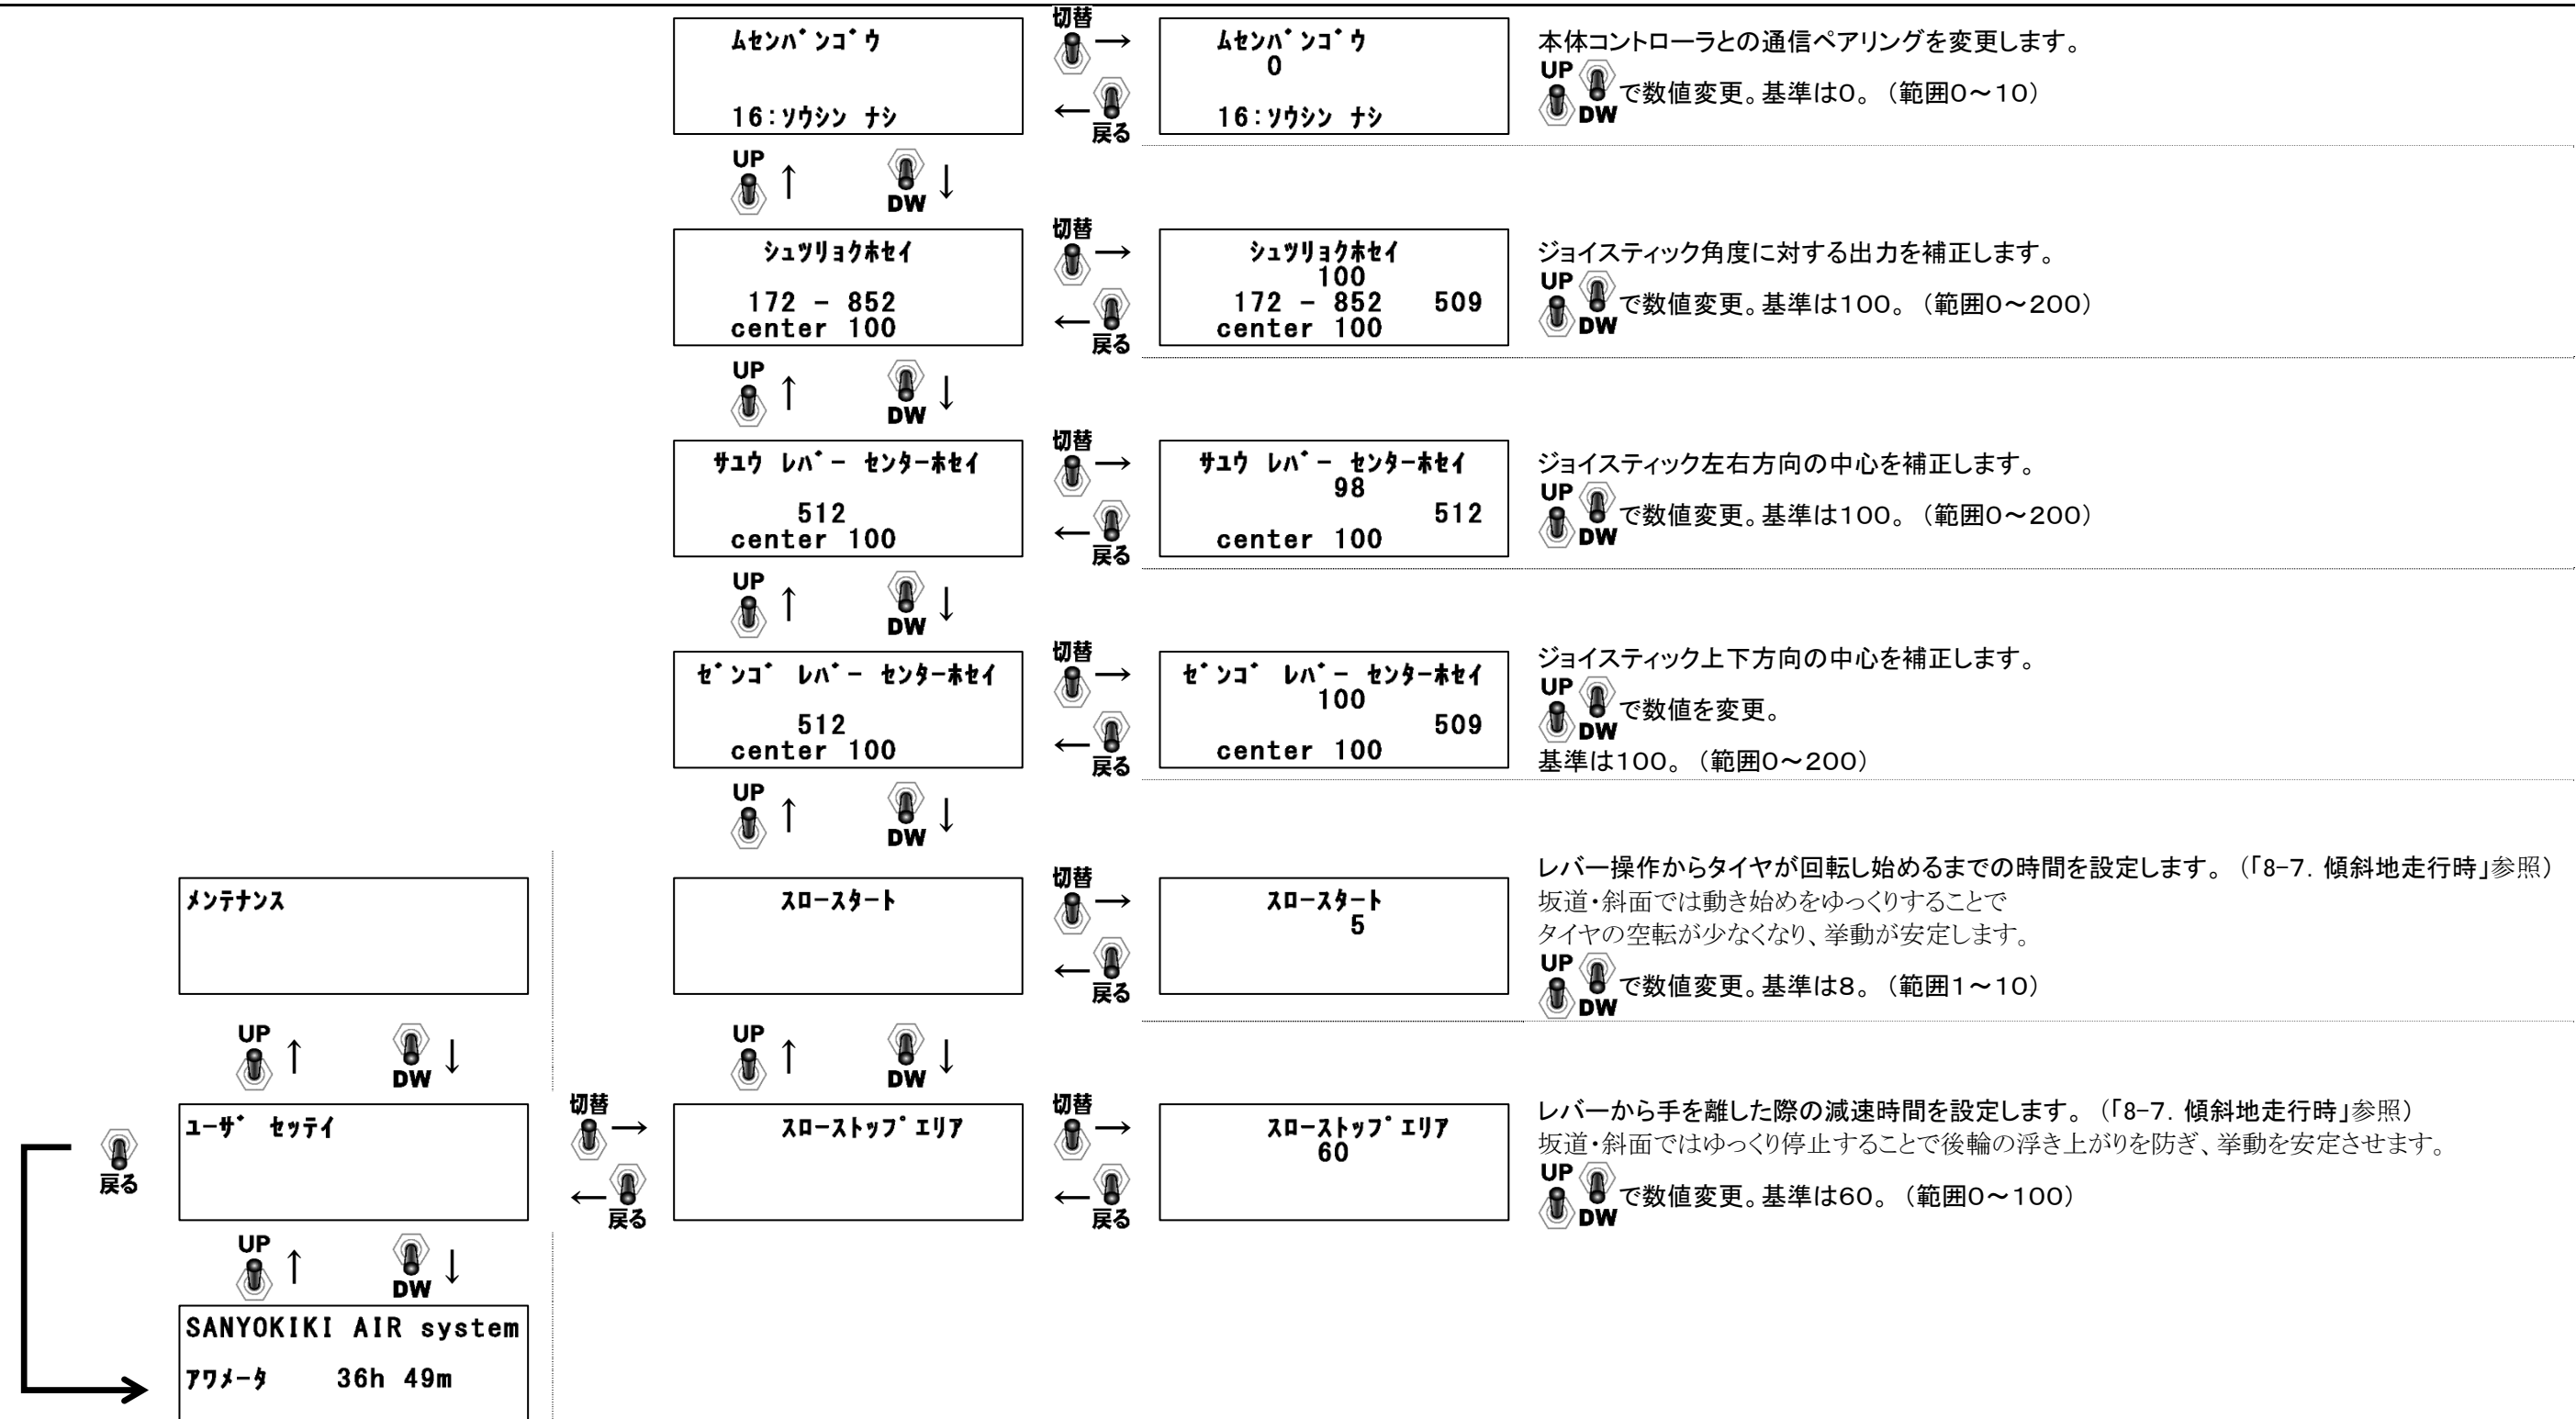 ムセンバンゴウ
16:ソウシン ナシ
切替
→
←
戻る
ムセンバンゴウ
0
16:ソウシン ナシ
本体コントローラとの通信ペアリングを変更します。
UP
DW
で数値変更。基準は0。（範囲0～10）
UP
↑
DW
↓
シュツリョクホセイ
172 - 852
center 100
切替
→
←
戻る
シュツリョクホセイ
100
172 - 852 509
center 100
ジョイスティック角度に対する出力を補正します。
UP
DW
で数値変更。基準は100。（範囲0～200）
UP
↑
DW
↓
サユウ レバー センターホセイ
512
center 100
切替
→
←
戻る
サユウ レバー センターホセイ
98
512
center 100
ジョイスティック左右方向の中心を補正します。
UP
DW
で数値変更。基準は100。（範囲0～200）
UP
↑
DW
↓
ゼンゴ レバー センターホセイ
512
center 100
切替
→
←
戻る
ゼンゴ レバー センターホセイ
100
509
center 100
ジョイスティック上下方向の中心を補正します。
UP
DW
で数値を変更。
基準は100。（範囲0～200）
UP
↑
DW
↓
メンテナンス
スロースタート
切替
→
←
戻る
スロースタート
5
レバー操作からタイヤが回転し始めるまでの時間を設定します。（「8-7. 傾斜地走行時」参照）
坂道・斜面では動き始めをゆっくりすることで
タイヤの空転が少なくなり、挙動が安定します。
UP
DW
で数値変更。基準は8。（範囲1～10）
UP
↑
DW
↓
UP
↑
DW
↓
戻る
ユーザ セッテイ
切替
→
←
戻る
スローストップエリア
切替
→
←
戻る
スローストップエリア
60
レバーから手を離した際の減速時間を設定します。（「8-7. 傾斜地走行時」参照）
坂道・斜面ではゆっくり停止することで後輪の浮き上がりを防ぎ、挙動を安定させます。
UP
DW
で数値変更。基準は60。（範囲0～100）
UP
↑
DW
↓
SANYOKIKI AIR system
アワメータ 36h 49m